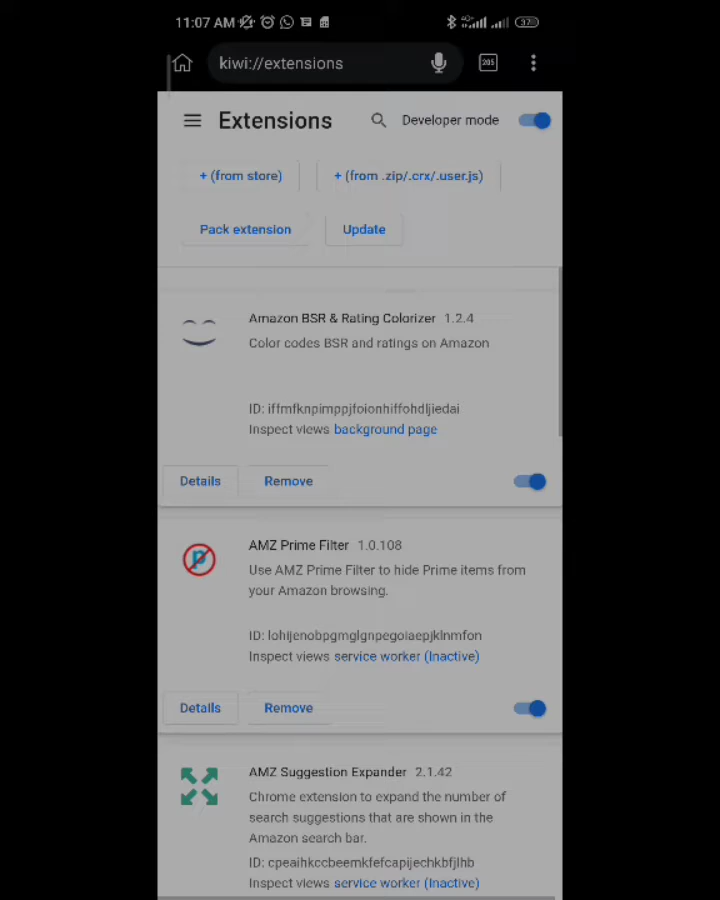 11:07 AM
4G+
37
kiwi://extensions
205
Extensions
Developer mode
+ (from store)
+ (from .zip/.crx/.user.js)
Pack extension
Update
Amazon BSR & Rating Colorizer 1.2.4
Color codes BSR and ratings on Amazon
ID: iffmfknpimppjfoionhiffohdljiedai
Inspect views background page
Details
Remove
AMZ Prime Filter 1.0.108
Use AMZ Prime Filter to hide Prime items from
your Amazon browsing.
ID: lohijenobpgmglgnpegoiaepjklnmfon
Inspect views service worker (Inactive)
Details
Remove
AMZ Suggestion Expander 2.1.42
Chrome extension to expand the number of
search suggestions that are shown in the
Amazon search bar.
ID: cpeaihkccbeemkfefcapijechkbfjlhb
Inspect views service worker (Inactive)